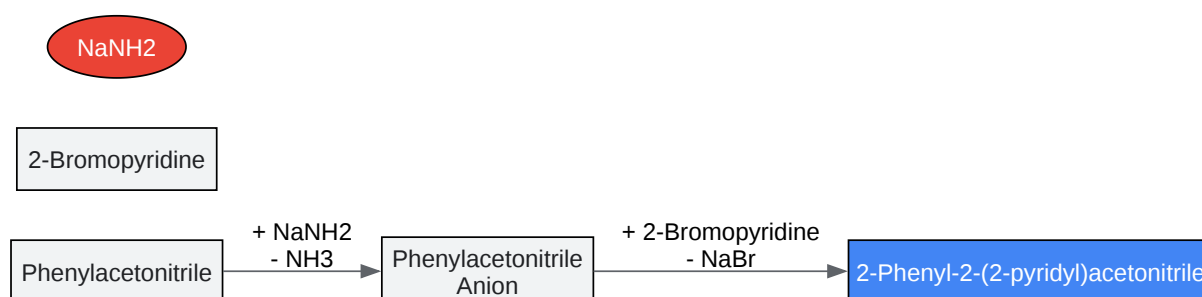 NaNH2
2-Bromopyridine
+ NaNH2
- NH3
+ 2-Bromopyridine
- NaBr
Phenylacetonitrile
Phenylacetonitrile
Anion
2-Phenyl-2-(2-pyridyl)acetonitrile